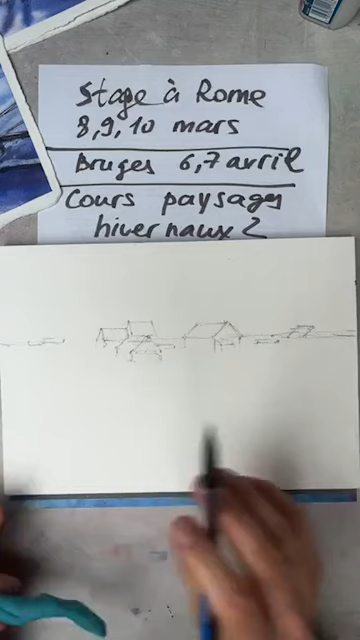 Stage à Rome
8, 9, 10 mars
Bruges 6, 7 avril
Cours paysages
hivernaux 2